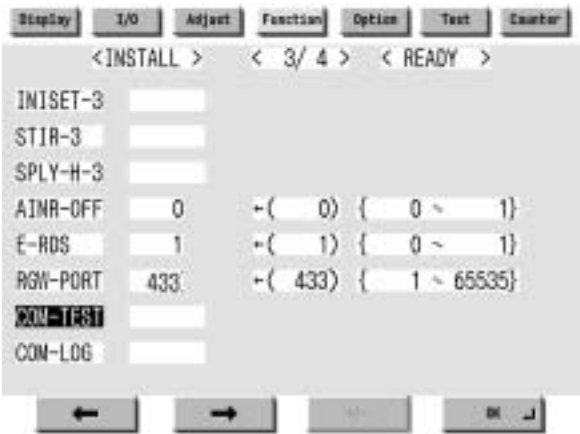 Display I/O Adjust Function Option Test Counter
<INSTALL > < 3/ 4 > < READY >
INISET-3
STIR-3
SPLY-H-3
AINR-OFF 0 ←( 0) { 0 ~ 1}
E-RDS 1 ←( 1) { 0 ~ 1}
RGW-PORT 433 ←( 433) { 1 ~ 65535}
COM-TEST
COM-LOG
← → +/- OK ┘